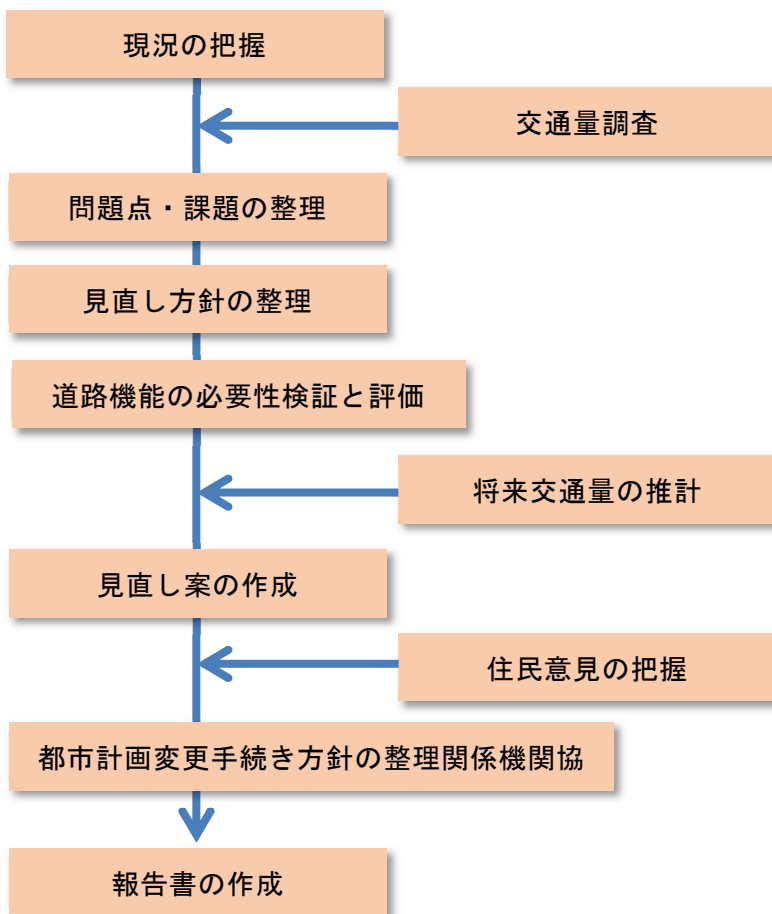 現況の把握
交通量調査
問題点・課題の整理
見直し方針の整理
道路機能の必要性検証と評価
将来交通量の推計
見直し案の作成
住民意見の把握
都市計画変更手続き方針の整理関係機関協
報告書の作成